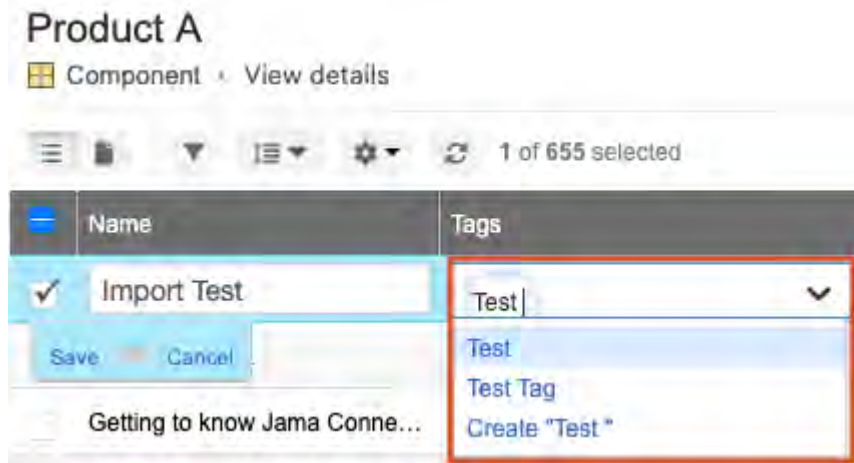 Product A
Component · View details
1 of 655 selected
Name Tags
Import Test Test
Save Cancel Test
Test Tag
Getting to know Jama Conne... Create "Test "